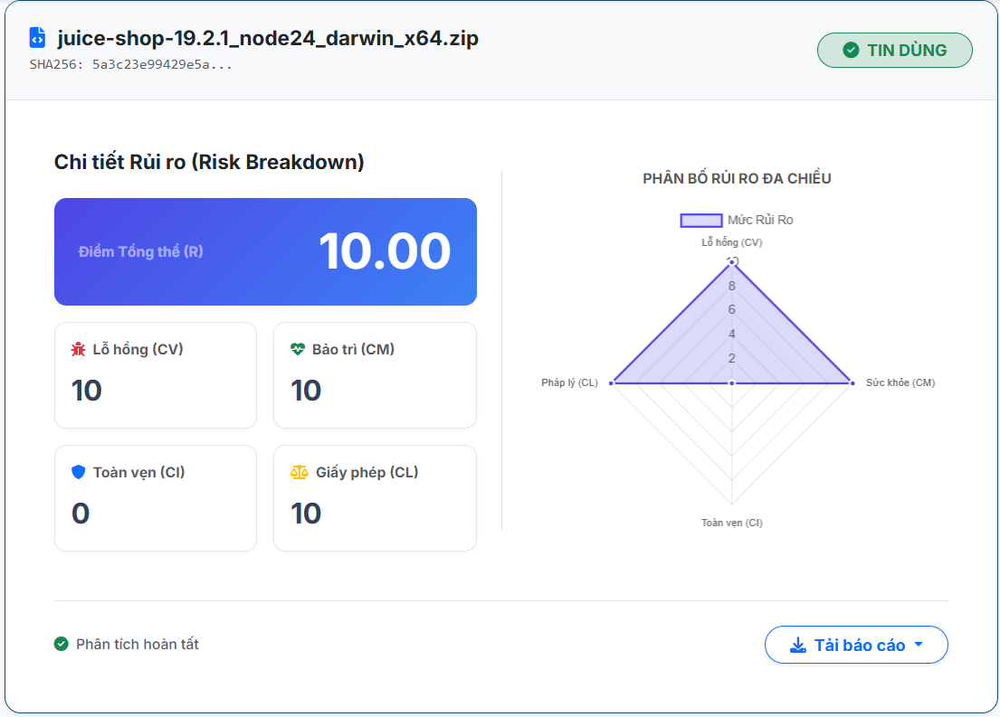 juice-shop-19.2.1_node24_darwin_x64.zip
SHA256: 5a3c23e99429e5a...
TIN DÙNG
Chi tiết Rủi ro (Risk Breakdown)
Điểm Tổng thể (R)
10.00
Lỗ hổng (CV)
10
Bảo trì (CM)
10
Toàn vẹn (CI)
0
Giấy phép (CL)
10
PHÂN BỐ RỦI RO ĐA CHIỀU
Mức Rủi Ro
Lỗ hổng (CV)
10
8
6
4
2
Pháp lý (CL)
Sức khỏe (CM)
Toàn vẹn (CI)
Phân tích hoàn tất
Tải báo cáo